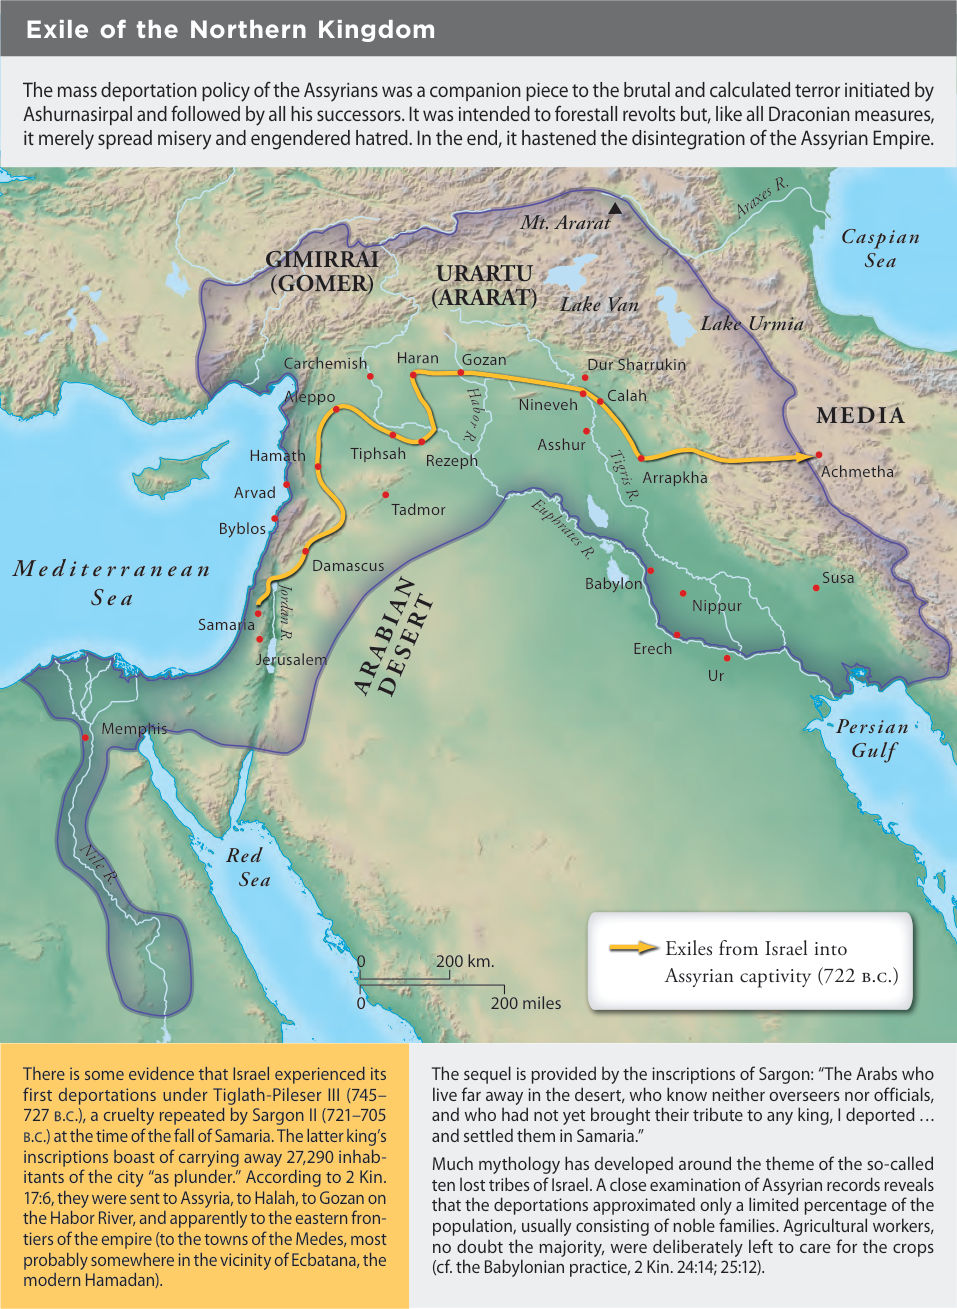 Exile of the Northern Kingdom
The mass deportation policy of the Assyrians was a companion piece to the brutal and calculated terror initiated by
Ashurnasirpal and followed by all his successors. It was intended to forestall revolts but, like all Draconian measures,
it merely spread misery and engendered hatred. In the end, it hastened the disintegration of the Assyrian Empire.
Araxes R.
Mt. Ararat
Caspian
Sea
GIMIRRAI
(GOMER)
URARTU
(ARARAT)
Lake Van
Lake Urmia
Carchemish
Haran
Gozan
Dur Sharrukin
Aleppo
Habor R.
Nineveh
Calah
MEDIA
Hamath
Tiphsah
Rezeph
Asshur
Tigris R.
Arrapkha
Achmetha
Arvad
Tadmor
Byblos
Euphrates R.
Mediterranean
Sea
Damascus
Babylon
Susa
Jordan R.
Nippur
Samaria
ARABIAN
DESERT
Erech
Jerusalem
Ur
Memphis
Persian
Gulf
Nile R.
Red
Sea
0 200 km.
0 200 miles
Exiles from Israel into
Assyrian captivity (722 B.C.)
There is some evidence that Israel experienced its
first deportations under Tiglath-Pileser III (745–
727 B.C.), a cruelty repeated by Sargon II (721–705
B.C.) at the time of the fall of Samaria. The latter king’s
inscriptions boast of carrying away 27,290 inhab-
itants of the city “as plunder.” According to 2 Kin.
17:6, they were sent to Assyria, to Halah, to Gozan on
the Habor River, and apparently to the eastern fron-
tiers of the empire (to the towns of the Medes, most
probably somewhere in the vicinity of Ecbatana, the
modern Hamadan).
The sequel is provided by the inscriptions of Sargon: “The Arabs who
live far away in the desert, who know neither overseers nor officials,
and who had not yet brought their tribute to any king, I deported …
and settled them in Samaria.”
Much mythology has developed around the theme of the so-called
ten lost tribes of Israel. A close examination of Assyrian records reveals
that the deportations approximated only a limited percentage of the
population, usually consisting of noble families. Agricultural workers,
no doubt the majority, were deliberately left to care for the crops
(cf. the Babylonian practice, 2 Kin. 24:14; 25:12).